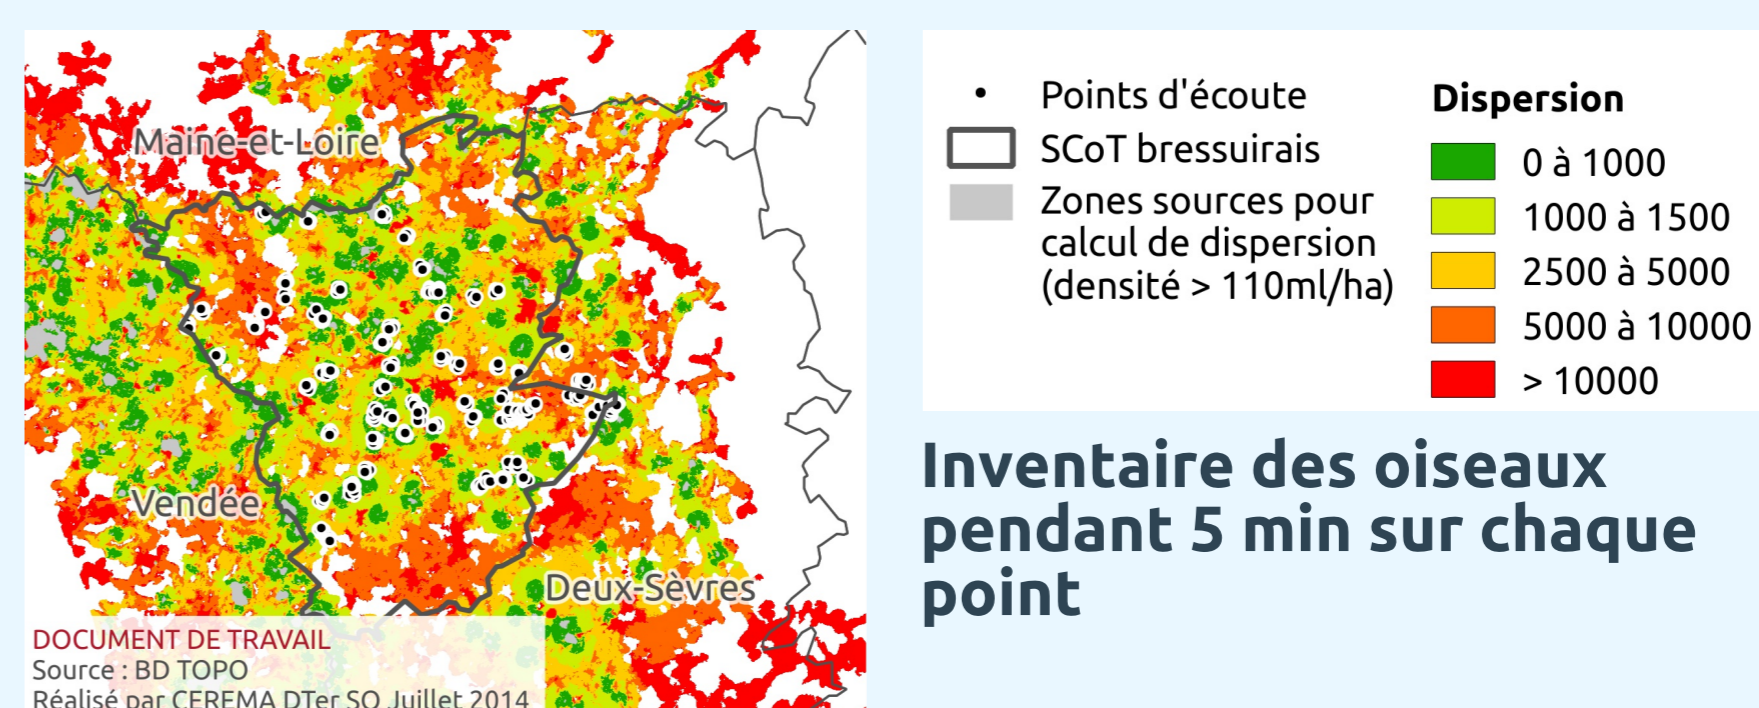 Maine-et-Loire
Vendée
Deux-Sèvres
DOCUMENT DE TRAVAIL
Source : BD TOPO
Réalisé par CEREMA DTer SO Juillet 2014
Points d'écoute
SCoT bressuirais
Zones sources pour
calcul de dispersion
(densité > 110ml/ha)
Dispersion
0 à 1000
1000 à 1500
2500 à 5000
5000 à 10000
> 10000
Inventaire des oiseaux
pendant 5 min sur chaque
point